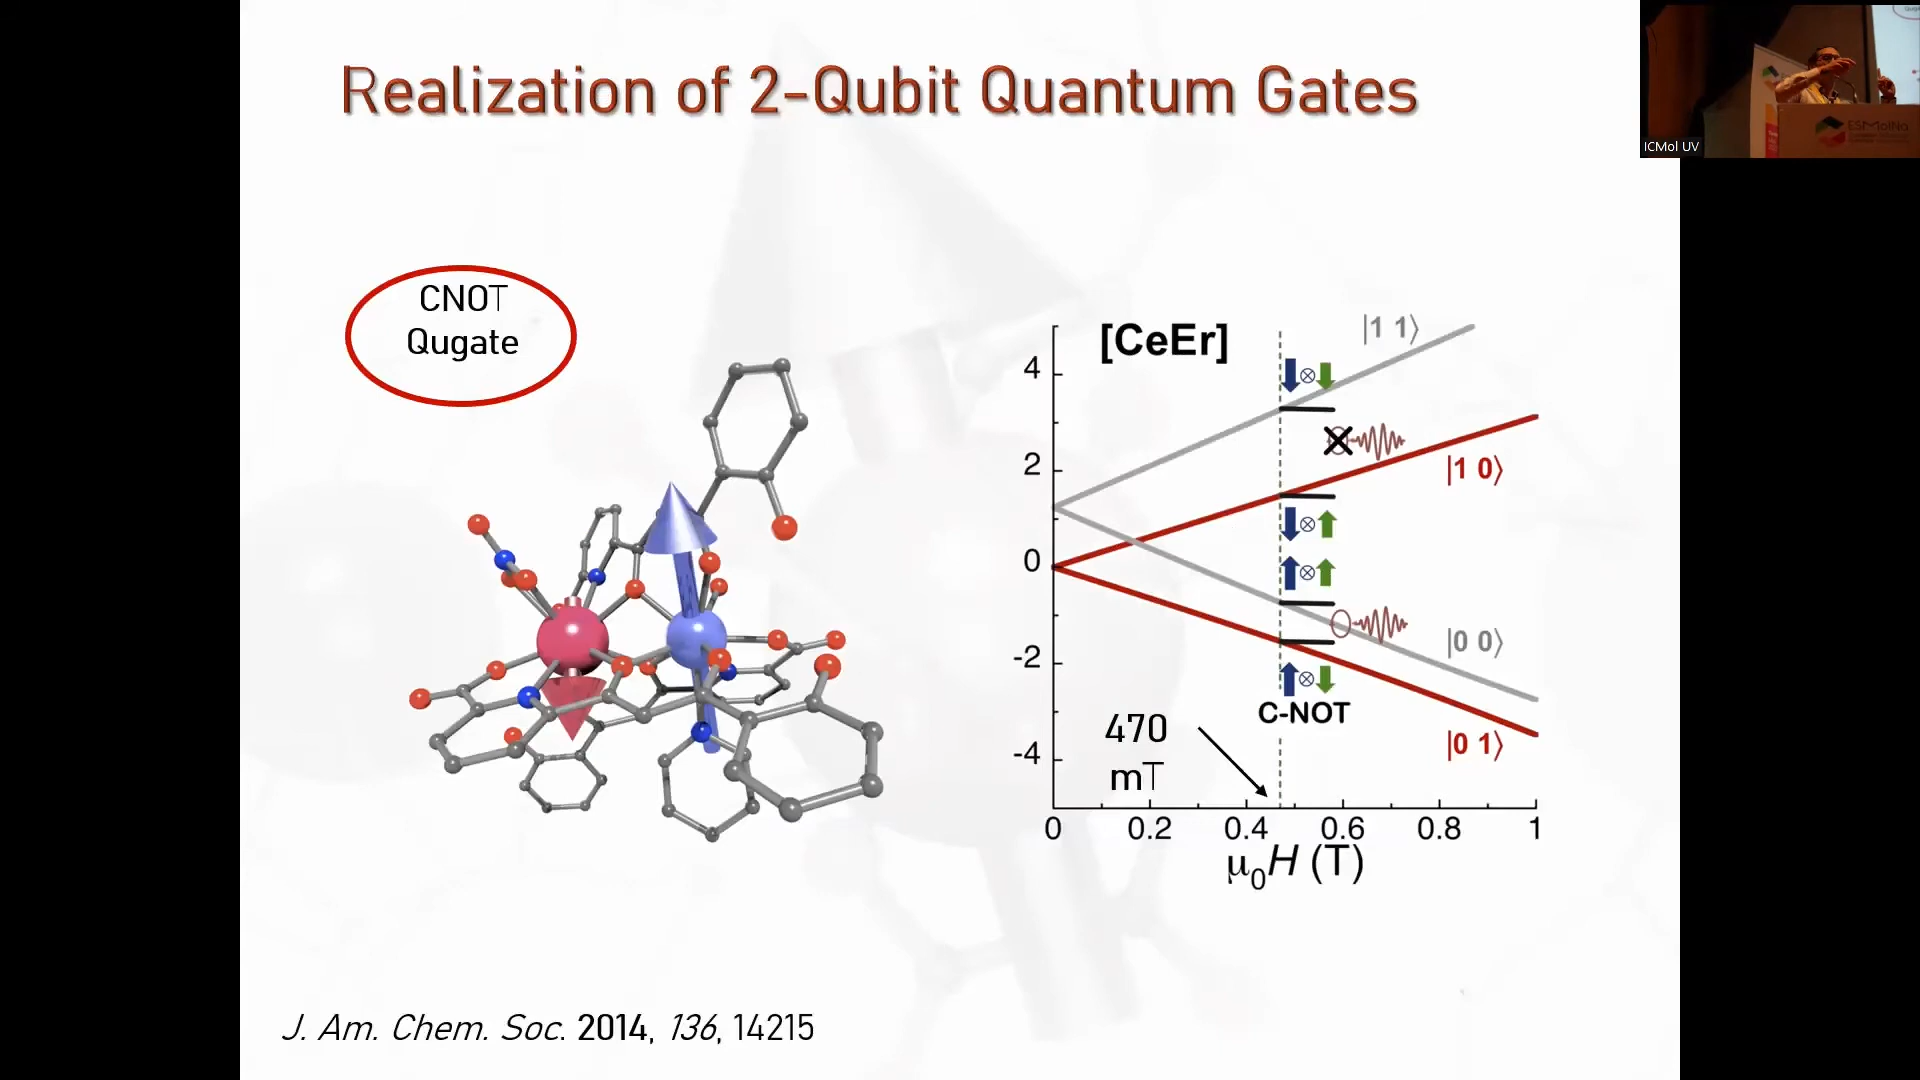 Realization of 2-Qubit Quantum Gates
ICMol UV
CNOT
Qugate
[CeEr]
|1 1⟩
|1 0⟩
|0 0⟩
|0 1⟩
4
2
0
-2
-4
C-NOT
470
mT
0 0.2 0.4 0.6 0.8 1
μ0H (T)
J. Am. Chem. Soc. 2014, 136, 14215
ESMolNa